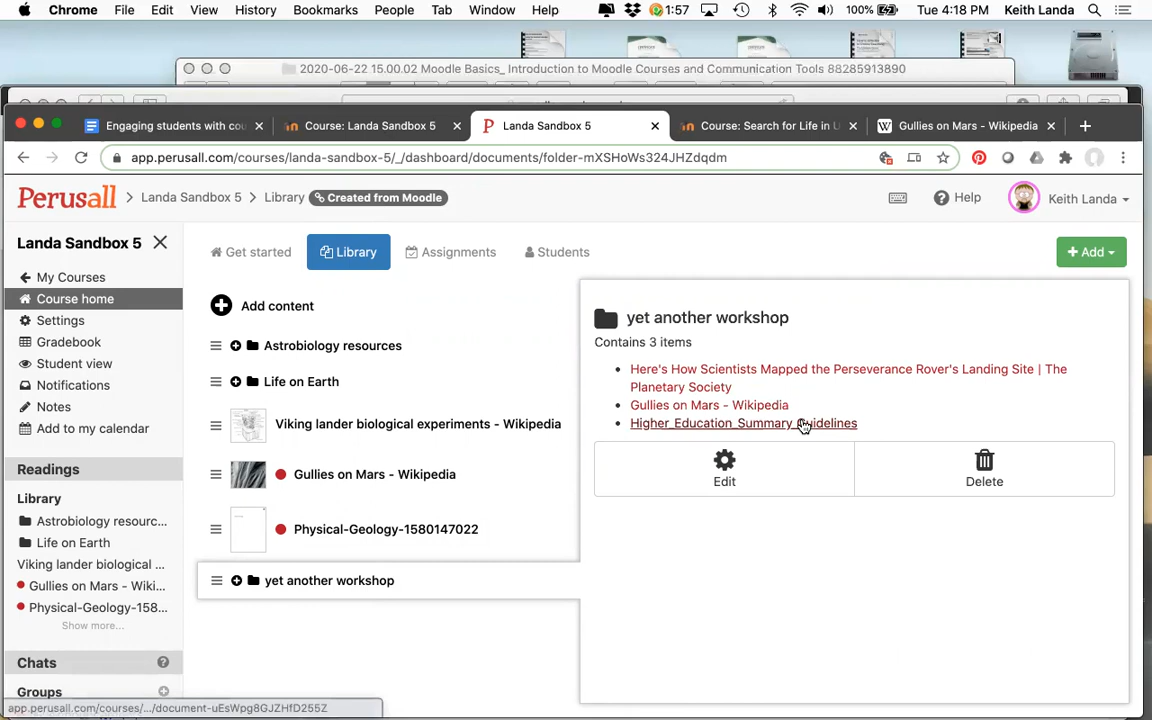 Chrome File Edit View History Bookmarks People Tab Window Help 1:57 100% Tue 4:18 PM Keith Landa
2020-06-22 15.00.02 Moodle Basics_ Introduction to Moodle Courses and Communication Tools 88285913890
Engaging students with cou × Course: Landa Sandbox 5 × Landa Sandbox 5 × Course: Search for Life in U × Gullies on Mars - Wikipedia × +
app.perusall.com/courses/landa-sandbox-5/_/dashboard/documents/folder-mXSHoWs324JHZdqdm
Perusall > Landa Sandbox 5 > Library Created from Moodle Help Keith Landa
Landa Sandbox 5
Get started Library Assignments Students + Add
My Courses
Course home
Settings
Gradebook
Student view
Notifications
Notes
Add to my calendar
Readings
Library
Astrobiology resourc...
Life on Earth
Viking lander biological ...
Gullies on Mars - Wiki...
Physical-Geology-158...
Show more...
Chats ?
Groups
Add content
Astrobiology resources
Life on Earth
Viking lander biological experiments - Wikipedia
Gullies on Mars - Wikipedia
Physical-Geology-1580147022
yet another workshop
yet another workshop
Contains 3 items
Here's How Scientists Mapped the Perseverance Rover's Landing Site | The
Planetary Society
Gullies on Mars - Wikipedia
Higher_Education_Summary_Guidelines
Edit Delete
app.perusall.com/courses/.../document-uEsWpg8GJZHfD255Z